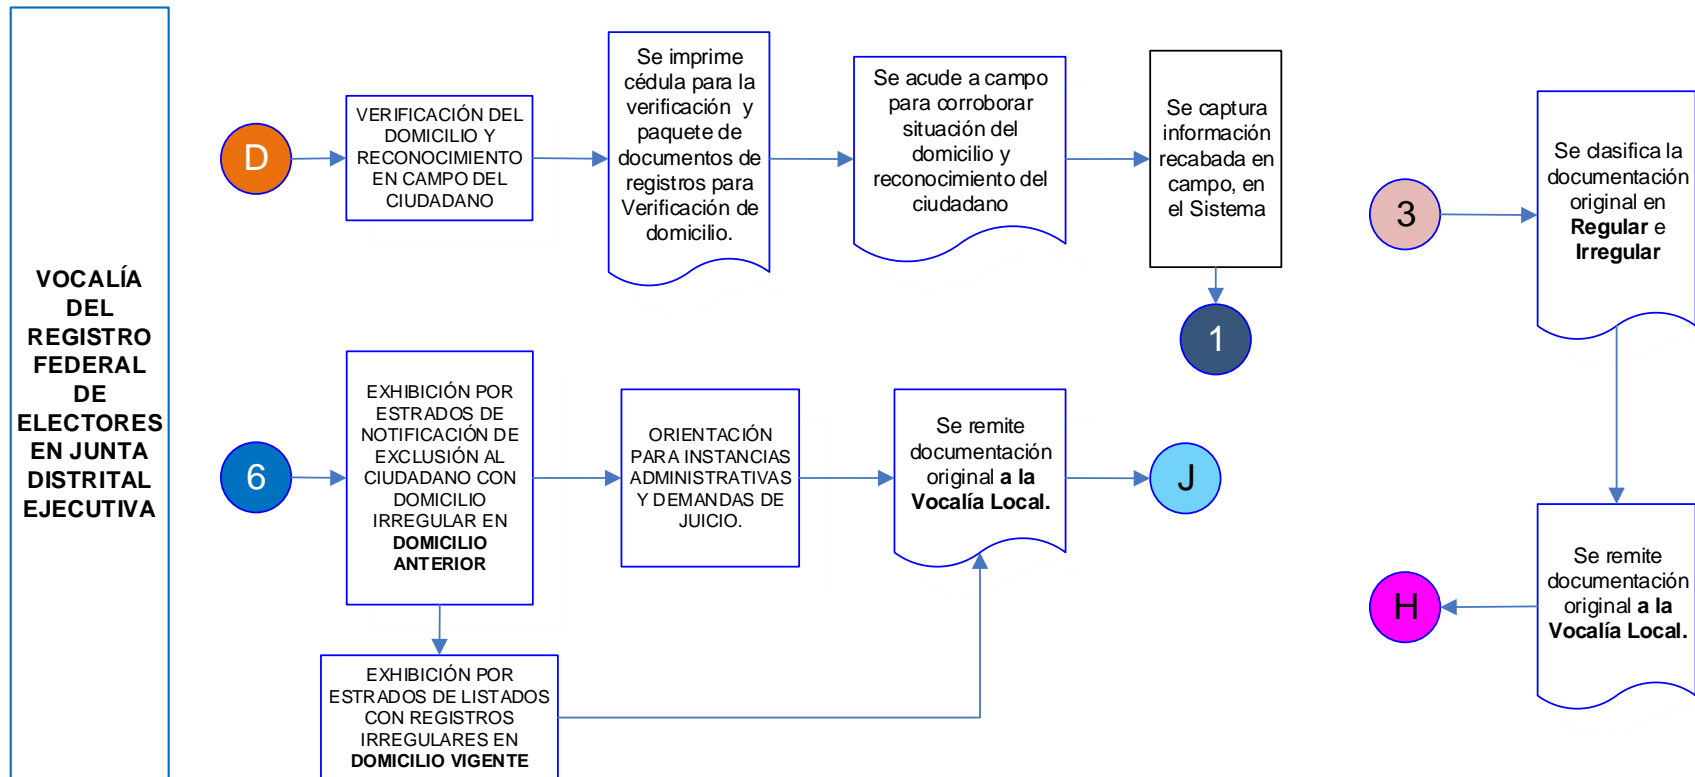 VOCALÍA
DEL
REGISTRO
FEDERAL
DE
ELECTORES
EN JUNTA
DISTRITAL
EJECUTIVA
D
VERIFICACIÓN DEL
DOMICILIO Y
RECONOCIMIENTO
EN CAMPO DEL
CIUDADANO
Se imprime
cédula para la
verificación y
paquete de
documentos de
registros para
Verificación de
domicilio.
Se acude a campo
para corroborar
situación del
domicilio y
reconocimiento del
ciudadano
Se captura
información
recabada en
campo, en
el Sistema
1
3
Se clasifica la
documentación
original en
Regular e
Irregular
6
EXHIBICIÓN POR
ESTRADOS DE
NOTIFICACIÓN DE
EXCLUSIÓN AL
CIUDADANO CON
DOMICILIO
IRREGULAR EN
DOMICILIO
ANTERIOR
ORIENTACIÓN
PARA INSTANCIAS
ADMINISTRATIVAS
Y DEMANDAS DE
JUICIO.
Se remite
documentación
original a la
Vocalía Local.
J
EXHIBICIÓN POR
ESTRADOS DE LISTADOS
CON REGISTROS
IRREGULARES EN
DOMICILIO VIGENTE
H
Se remite
documentación
original a la
Vocalía Local.